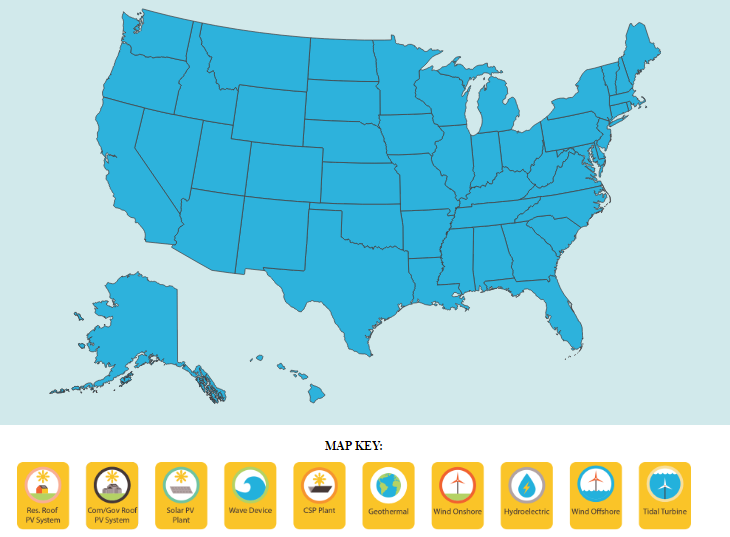 MAP KEY:
Res. Roof
PV System
Com/Gov Roof
PV System
Solar PV
Plant
Wave Device
CSP Plant
Geothermal
Wind Onshore
Hydroelectric
Wind Offshore
Tidal Turbine